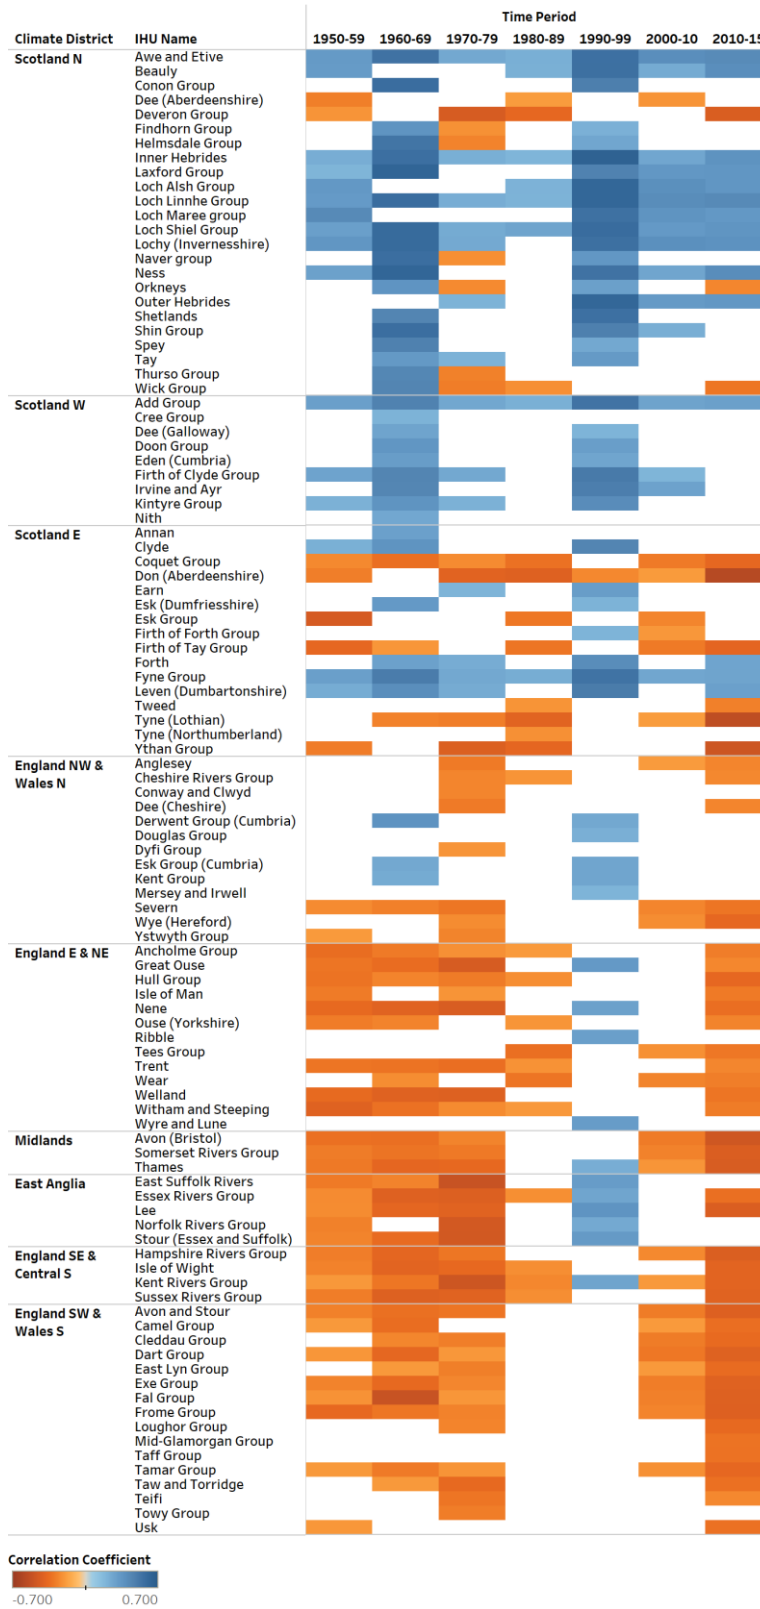 Time Period
Climate District IHU Name 1950-59 1960-69 1970-79 1980-89 1990-99 2000-10 2010-15
Scotland N Awe and Etive
Beauly
Conon Group
Dee (Aberdeenshire)
Deveron Group
Findhorn Group
Helmsdale Group
Inner Hebrides
Laxford Group
Loch Alsh Group
Loch Linnhe Group
Loch Maree group
Loch Shiel Group
Lochy (Invernesshire)
Naver group
Ness
Orkneys
Outer Hebrides
Shetlands
Shin Group
Spey
Tay
Thurso Group
Wick Group
Scotland W Add Group
Cree Group
Dee (Galloway)
Doon Group
Eden (Cumbria)
Firth of Clyde Group
Irvine and Ayr
Kintyre Group
Nith
Scotland E Annan
Clyde
Coquet Group
Don (Aberdeenshire)
Earn
Esk (Dumfriesshire)
Esk Group
Firth of Forth Group
Firth of Tay Group
Forth
Fyne Group
Leven (Dumbartonshire)
Tweed
Tyne (Lothian)
Tyne (Northumberland)
Ythan Group
England NW & Anglesey
Wales N Cheshire Rivers Group
Conway and Clwyd
Dee (Cheshire)
Derwent Group (Cumbria)
Douglas Group
Dyfi Group
Esk Group (Cumbria)
Kent Group
Mersey and Irwell
Severn
Wye (Hereford)
Ystwyth Group
England E & NE Ancholme Group
Great Ouse
Hull Group
Isle of Man
Nene
Ouse (Yorkshire)
Ribble
Tees Group
Trent
Wear
Welland
Witham and Steeping
Wyre and Lune
Midlands Avon (Bristol)
Somerset Rivers Group
Thames
East Anglia East Suffolk Rivers
Essex Rivers Group
Lee
Norfolk Rivers Group
Stour (Essex and Suffolk)
England SE & Hampshire Rivers Group
Central S Isle of Wight
Kent Rivers Group
Sussex Rivers Group
England SW & Avon and Stour
Wales S Camel Group
Cleddau Group
Dart Group
East Lyn Group
Exe Group
Fal Group
Frome Group
Loughor Group
Mid-Glamorgan Group
Taff Group
Tamar Group
Taw and Torridge
Teifi
Towy Group
Usk
Correlation Coefficient
-0.700 0.700